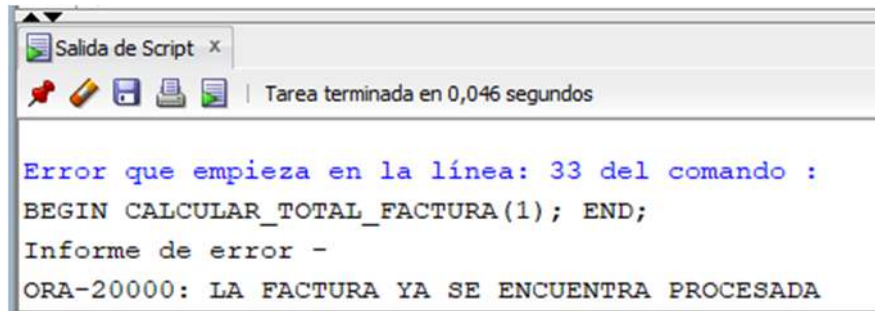 Salida de Script x
Tarea terminada en 0,046 segundos
Error que empieza en la línea: 33 del comando :
BEGIN CALCULAR_TOTAL_FACTURA(1); END;
Informe de error -
ORA-20000: LA FACTURA YA SE ENCUENTRA PROCESADA